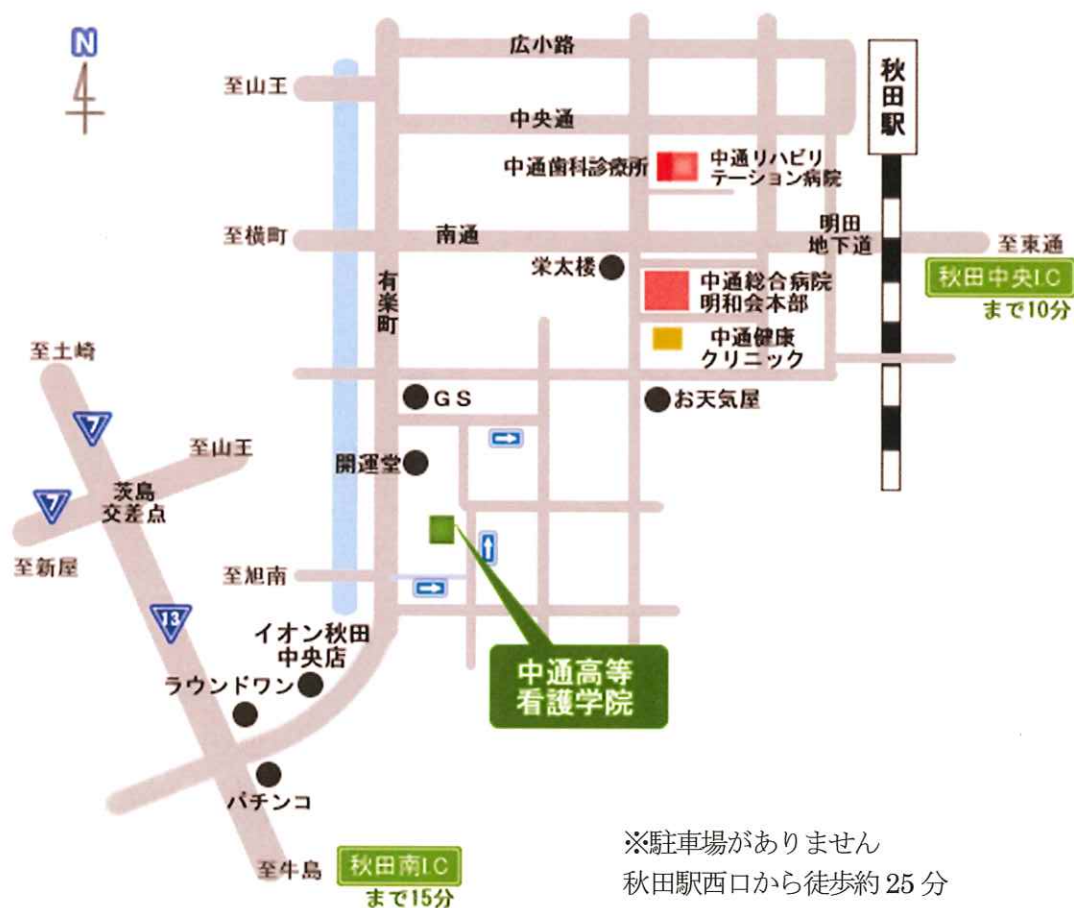 N
広小路
至山王
中央通
秋田駅
中通歯科診療所
中通リハビリ
テーション病院
至横町
南通
明田
地下道
至東通
栄太楼
中通総合病院
明和会本部
秋田中央I.C
まで10分
有楽町
中通健康
クリニック
至土崎
GS
お天気屋
7
至山王
開運堂
7
茨島
交差点
至新屋
至旭南
13
イオン秋田
中央店
ラウンドワン
中通高等
看護学院
パチンコ
至牛島
秋田南I.C
まで15分
※駐車場がありません
秋田駅西口から徒歩約25分